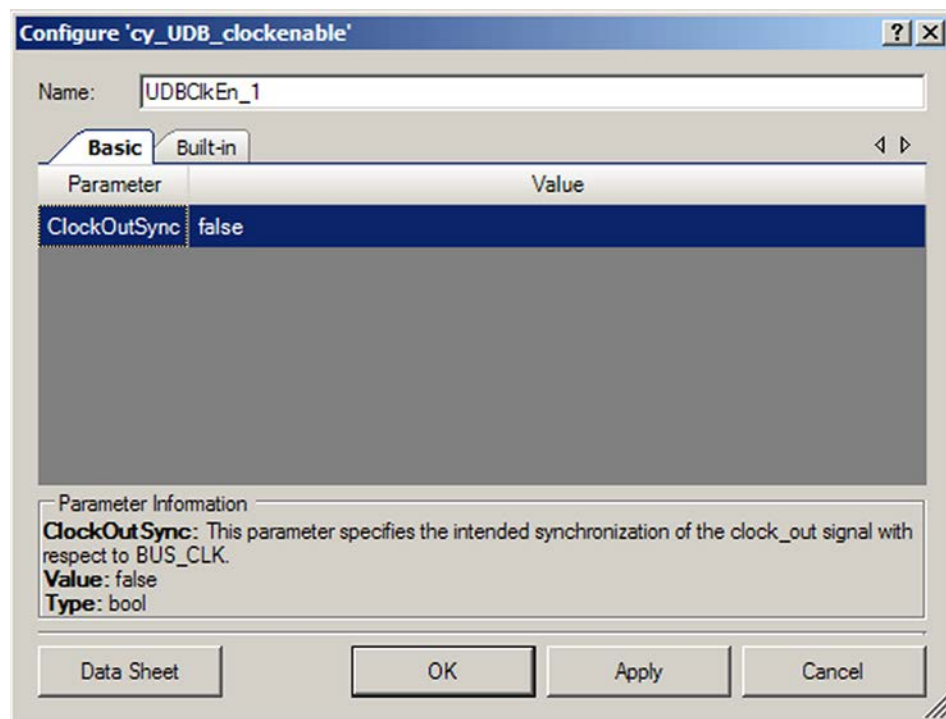 Configure 'cy_UDB_clockenable'
Name: UDBClkEn_1
Basic Built-in
Parameter Value
ClockOutSync false
Parameter Information
ClockOutSync: This parameter specifies the intended synchronization of the clock_out signal with
respect to BUS_CLK.
Value: false
Type: bool
Data Sheet OK Apply Cancel